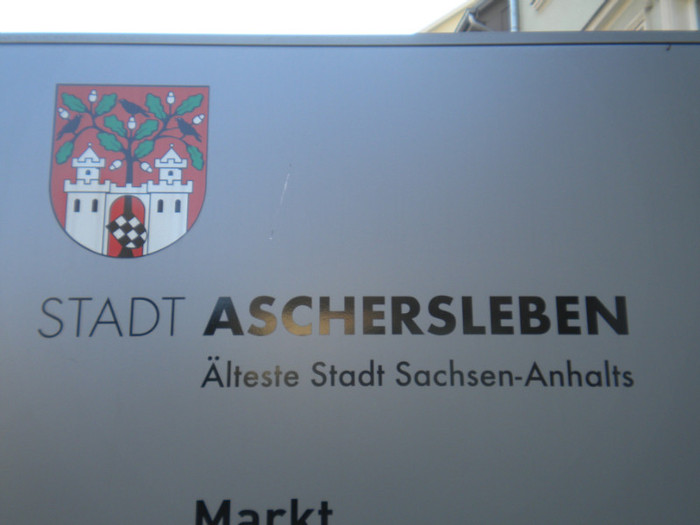 STADT ASCHERSLEBEN
Älteste Stadt Sachsen-Anhalts
Markt